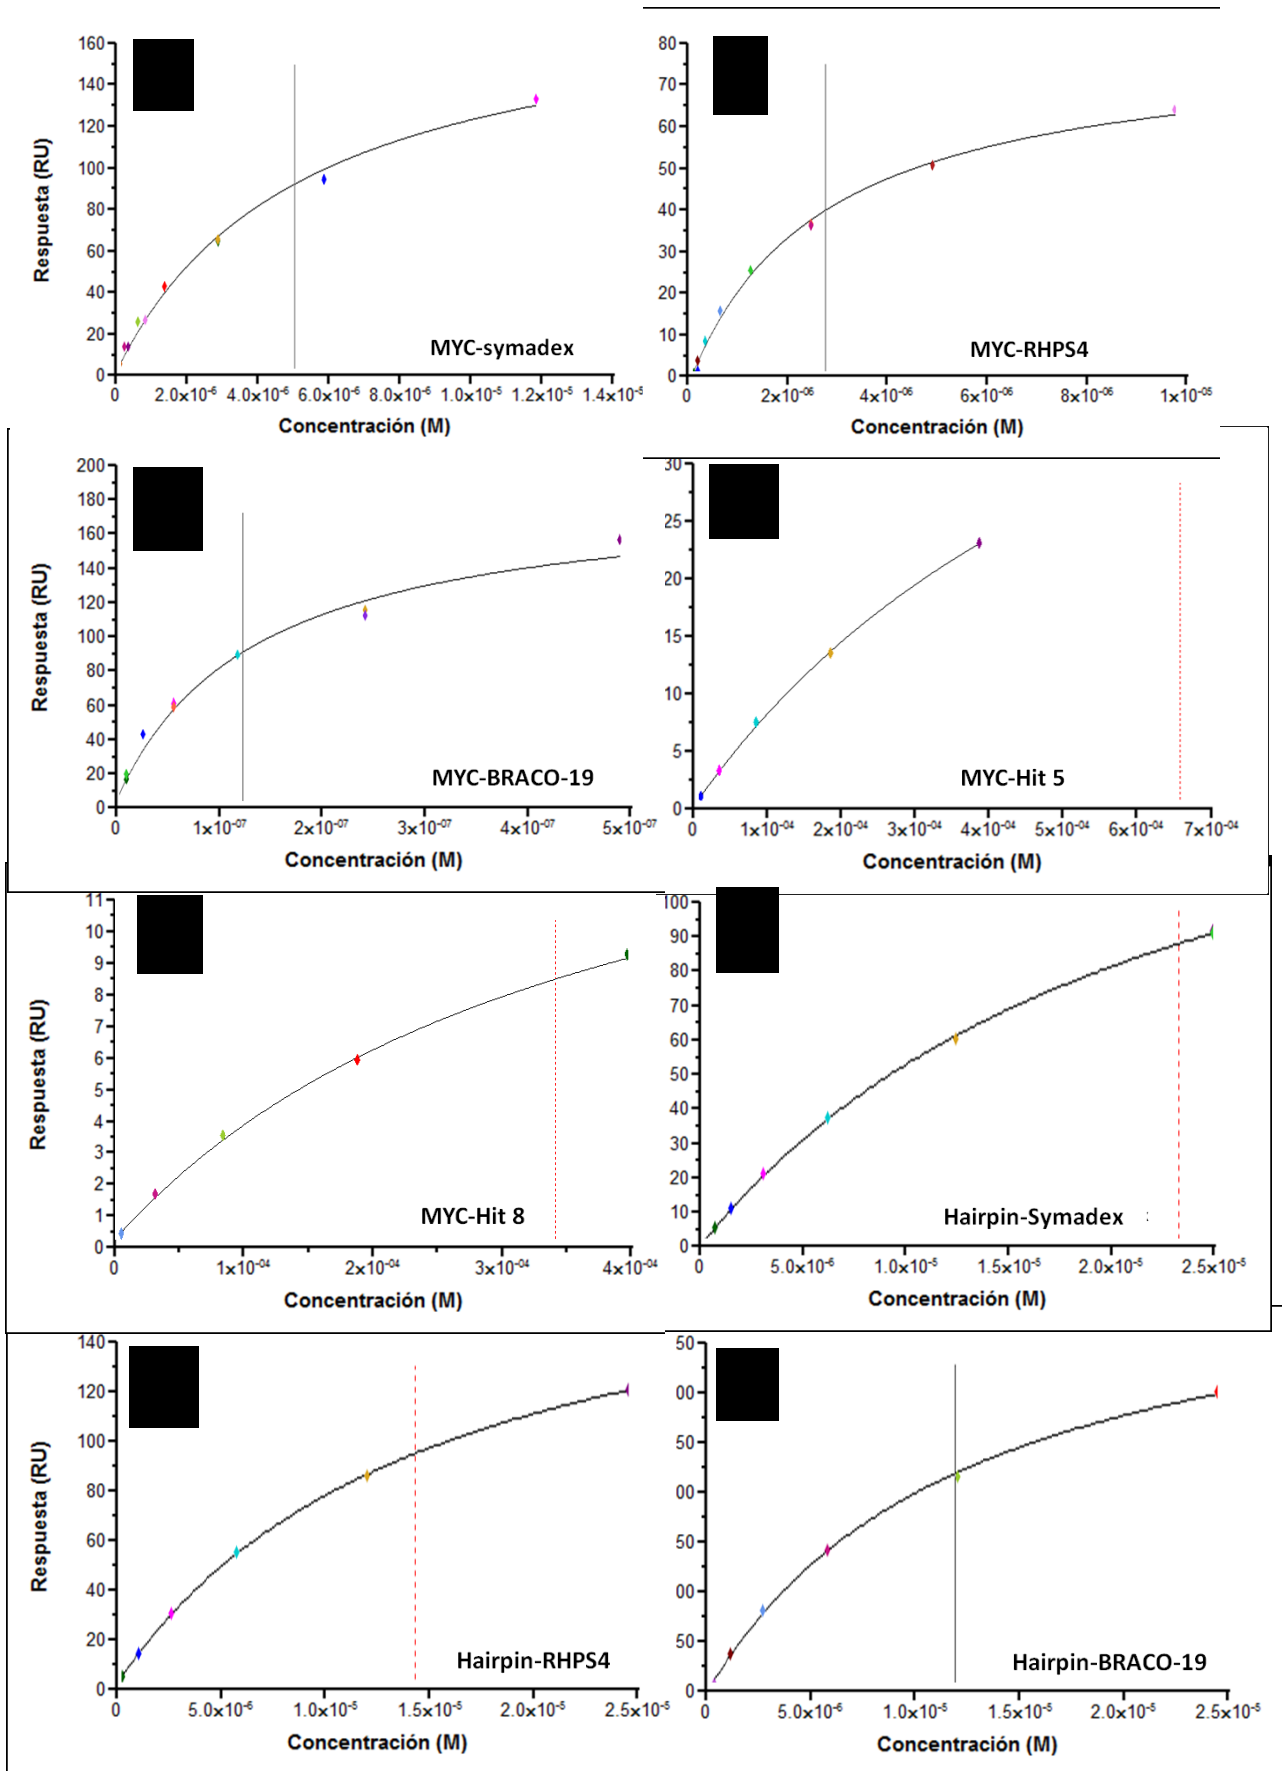 160
140
120
100
80
60
40
20
0
Respuesta (RU)
0 2.0x10⁻⁶ 4.0x10⁻⁶ 6.0x10⁻⁶ 8.0x10⁻⁶ 1.0x10⁻⁵ 1.2x10⁻⁵ 1.4x10⁻⁵
Concentración (M)
MYC-symadex
80
70
60
50
40
30
20
10
0
0 2x10⁻⁰⁶ 4x10⁻⁰⁶ 6x10⁻⁰⁶ 8x10⁻⁰⁶ 1x10⁻⁰⁵
Concentración (M)
MYC-RHPS4
200
180
160
140
120
100
80
60
40
20
0
Respuesta (RU)
0 1x10⁻⁰⁷ 2x10⁻⁰⁷ 3x10⁻⁰⁷ 4x10⁻⁰⁷ 5x10⁻⁰⁷
Concentración (M)
MYC-BRACO-19
30
25
20
15
10
5
0
0 1x10⁻⁰⁴ 2x10⁻⁰⁴ 3x10⁻⁰⁴ 4x10⁻⁰⁴ 5x10⁻⁰⁴ 6x10⁻⁰⁴ 7x10⁻⁰⁴
Concentración (M)
MYC-Hit 5
11
10
9
8
7
6
5
4
3
2
1
0
Respuesta (RU)
0 1x10⁻⁰⁴ 2x10⁻⁰⁴ 3x10⁻⁰⁴ 4x10⁻⁰⁴
Concentración (M)
MYC-Hit 8
100
90
80
70
60
50
40
30
20
10
0
0 5.0x10⁻⁶ 1.0x10⁻⁵ 1.5x10⁻⁵ 2.0x10⁻⁵ 2.5x10⁻⁵
Concentración (M)
Hairpin-Symadex :
140
120
100
80
60
40
20
0
Respuesta (RU)
0 5.0x10⁻⁶ 1.0x10⁻⁵ 1.5x10⁻⁵ 2.0x10⁻⁵ 2.5x10⁻⁵
Concentración (M)
Hairpin-RHPS4
50
00
50
00
50
00
50
0
0 5.0x10⁻⁶ 1.0x10⁻⁵ 1.5x10⁻⁵ 2.0x10⁻⁵ 2.5x10⁻⁵
Concentración (M)
Hairpin-BRACO-19